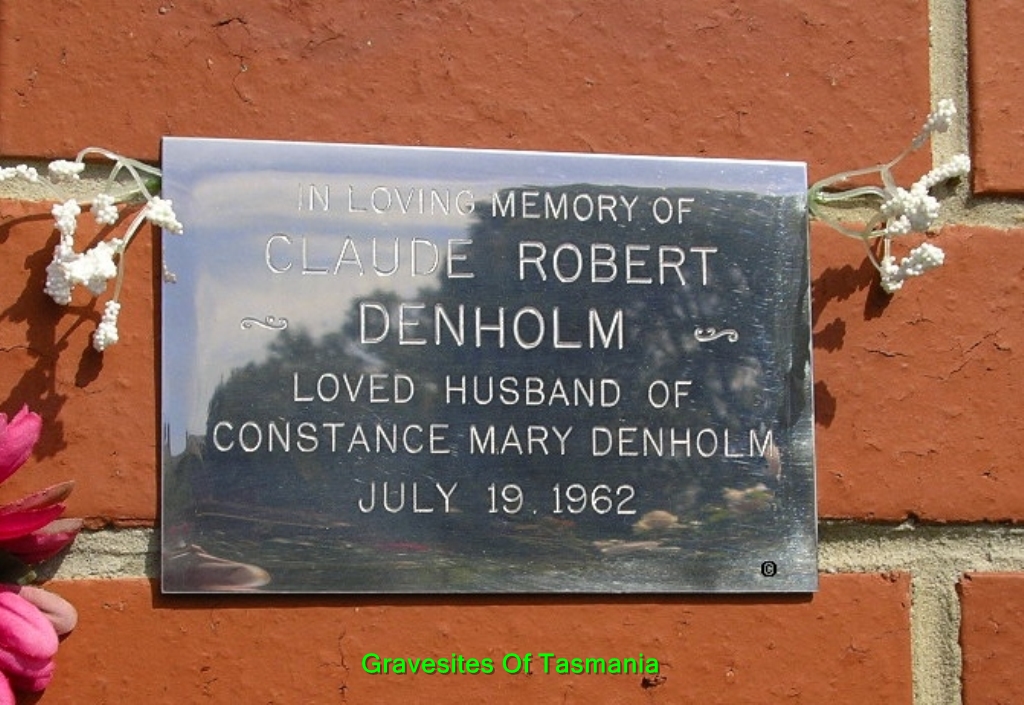 IN LOVING MEMORY OF
CLAUDE ROBERT
DENHOLM
LOVED HUSBAND OF
CONSTANCE MARY DENHOLM
JULY 19. 1962
©
Gravesites Of Tasmania